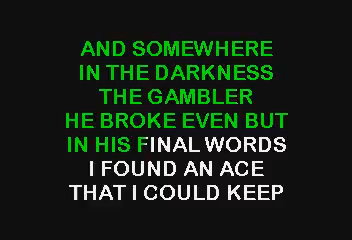 AND SOMEWHERE
IN THE DARKNESS
THE GAMBLER
HE BROKE EVEN BUT
IN HIS FINAL WORDS
I FOUND AN ACE
THAT I COULD KEEP